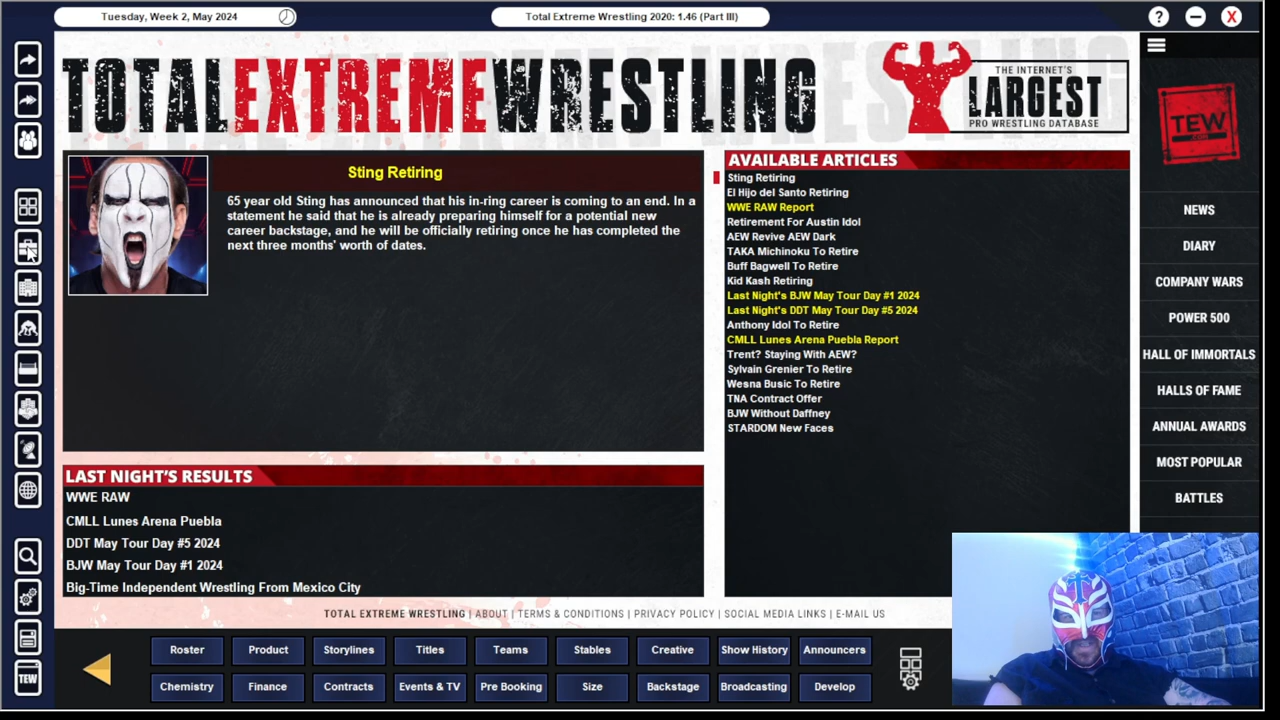 Tuesday, Week 2, May 2024
Total Extreme Wrestling 2020: 1.46 (Part III)
?
X
TOTALEXTREMEWRESTLING
THE INTERNET'S
LARGEST
PRO WRESTLING DATABASE
TEW
.COM
Sting Retiring
65 year old Sting has announced that his in-ring career is coming to an end. In a
statement he said that he is already preparing himself for a potential new
career backstage, and he will be officially retiring once he has completed the
next three months' worth of dates.
AVAILABLE ARTICLES
Sting Retiring
El Hijo del Santo Retiring
WWE RAW Report
Retirement For Austin Idol
AEW Revive AEW Dark
TAKA Michinoku To Retire
Buff Bagwell To Retire
Kid Kash Retiring
Last Night's BJW May Tour Day #1 2024
Last Night's DDT May Tour Day #5 2024
Anthony Idol To Retire
CMLL Lunes Arena Puebla Report
Trent? Staying With AEW?
Sylvain Grenier To Retire
Wesna Busic To Retire
TNA Contract Offer
BJW Without Daffney
STARDOM New Faces
NEWS
DIARY
COMPANY WARS
POWER 500
HALL OF IMMORTALS
HALLS OF FAME
ANNUAL AWARDS
MOST POPULAR
BATTLES
LAST NIGHT'S RESULTS
WWE RAW
CMLL Lunes Arena Puebla
DDT May Tour Day #5 2024
BJW May Tour Day #1 2024
Big-Time Independent Wrestling From Mexico City
TOTAL EXTREME WRESTLING | ABOUT | TERMS & CONDITIONS | PRIVACY POLICY | SOCIAL MEDIA LINKS | E-MAIL US
Roster Product Storylines Titles Teams Stables Creative Show History Announcers
Chemistry Finance Contracts Events & TV Pre Booking Size Backstage Broadcasting Develop
TEW